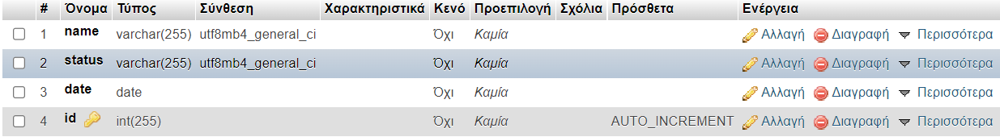 # Όνομα Τύπος Σύνθεση Χαρακτηριστικά Κενό Προεπιλογή Σχόλια Πρόσθετα Ενέργεια
1 name varchar(255) utf8mb4_general_ci Όχι Καμία Αλλαγή Διαγραφή Περισσότερα
2 status varchar(255) utf8mb4_general_ci Όχι Καμία Αλλαγή Διαγραφή Περισσότερα
3 date date Όχι Καμία Αλλαγή Διαγραφή Περισσότερα
4 id int(255) Όχι Καμία AUTO_INCREMENT Αλλαγή Διαγραφή Περισσότερα